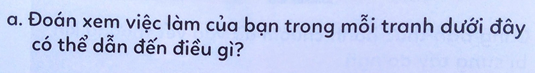 a. Đoán xem việc làm của bạn trong mỗi tranh dưới đây
có thể dẫn đến điều gì?